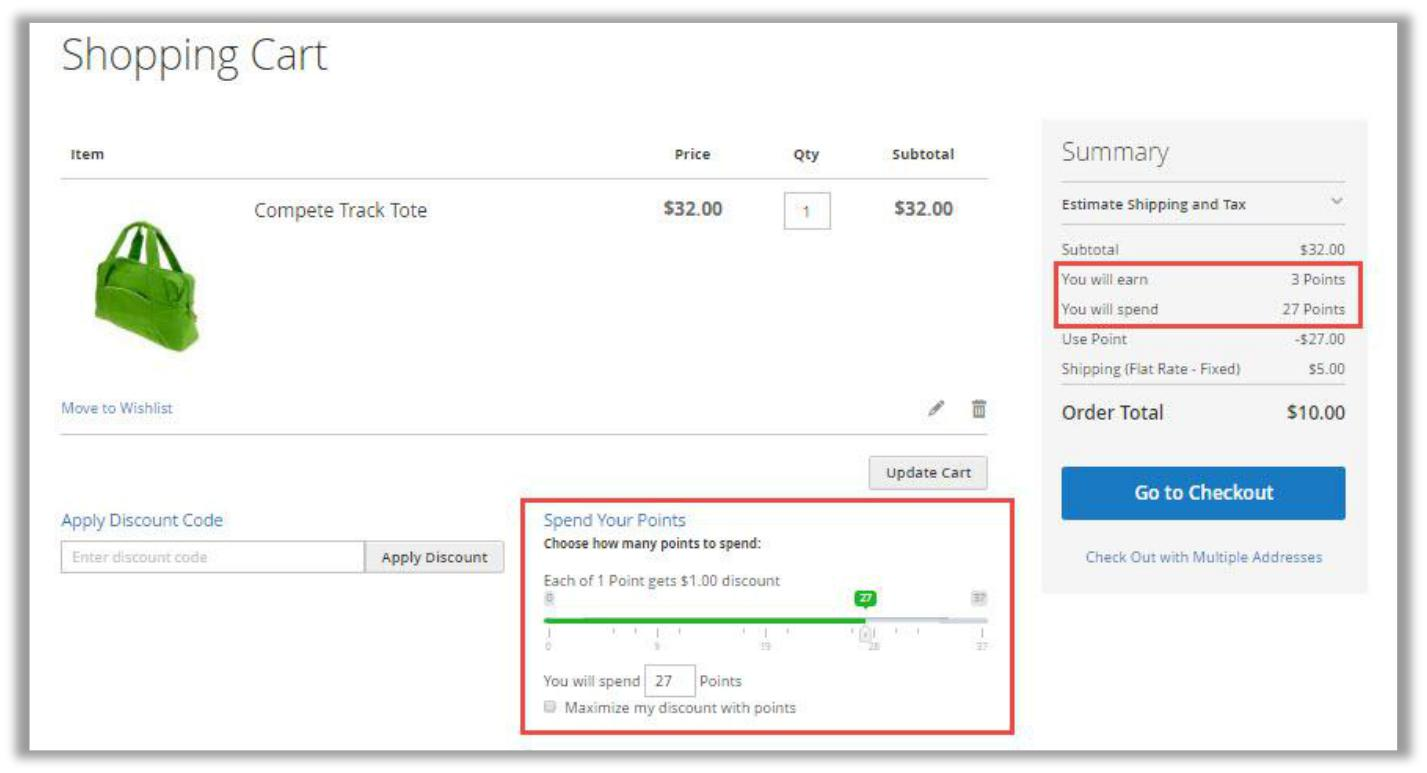 Shopping Cart
Item Price Qty Subtotal
Compete Track Tote $32.00 1 $32.00
Move to Wishlist
Update Cart
Apply Discount Code
Enter discount code Apply Discount
Spend Your Points
Choose how many points to spend:
Each of 1 Point gets $1.00 discount
0 27 37
0 9 19 28 37
You will spend 27 Points
Maximize my discount with points
Summary
Estimate Shipping and Tax
Subtotal $32.00
You will earn 3 Points
You will spend 27 Points
Use Point -$27.00
Shipping (Flat Rate - Fixed) $5.00
Order Total $10.00
Go to Checkout
Check Out with Multiple Addresses